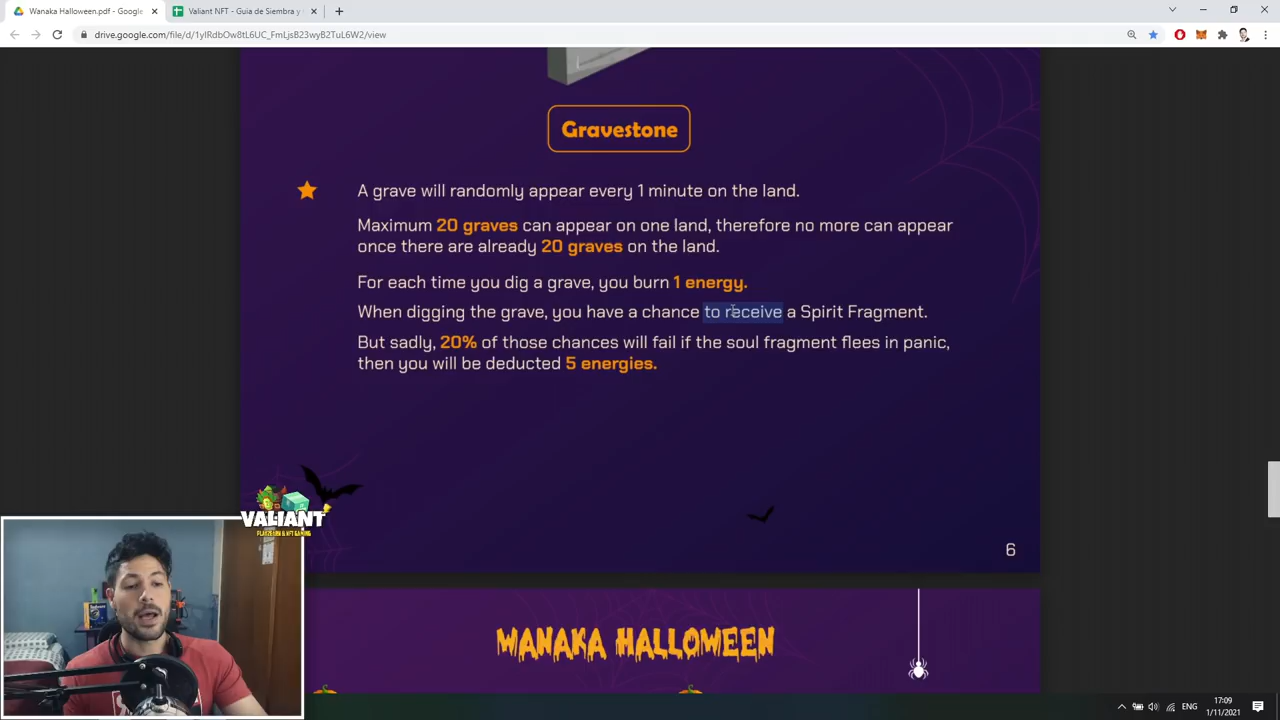 Wanaka Halloween.pdf - Google
Valiant NFT - Guia de Siembra y
drive.google.com/file/d/1yIRdbOw8tL6UC_FmLjsB23wyB2TuL6W2/view
Gravestone
A grave will randomly appear every 1 minute on the land.
Maximum 20 graves can appear on one land, therefore no more can appear
once there are already 20 graves on the land.
For each time you dig a grave, you burn 1 energy.
When digging the grave, you have a chance to receive a Spirit Fragment.
But sadly, 20% of those chances will fail if the soul fragment flees in panic,
then you will be deducted 5 energies.
VALIANT
PLAY2EARN & NFT GAMING
6
WANAKA HALLOWEEN
ENG
17:09
1/11/2021